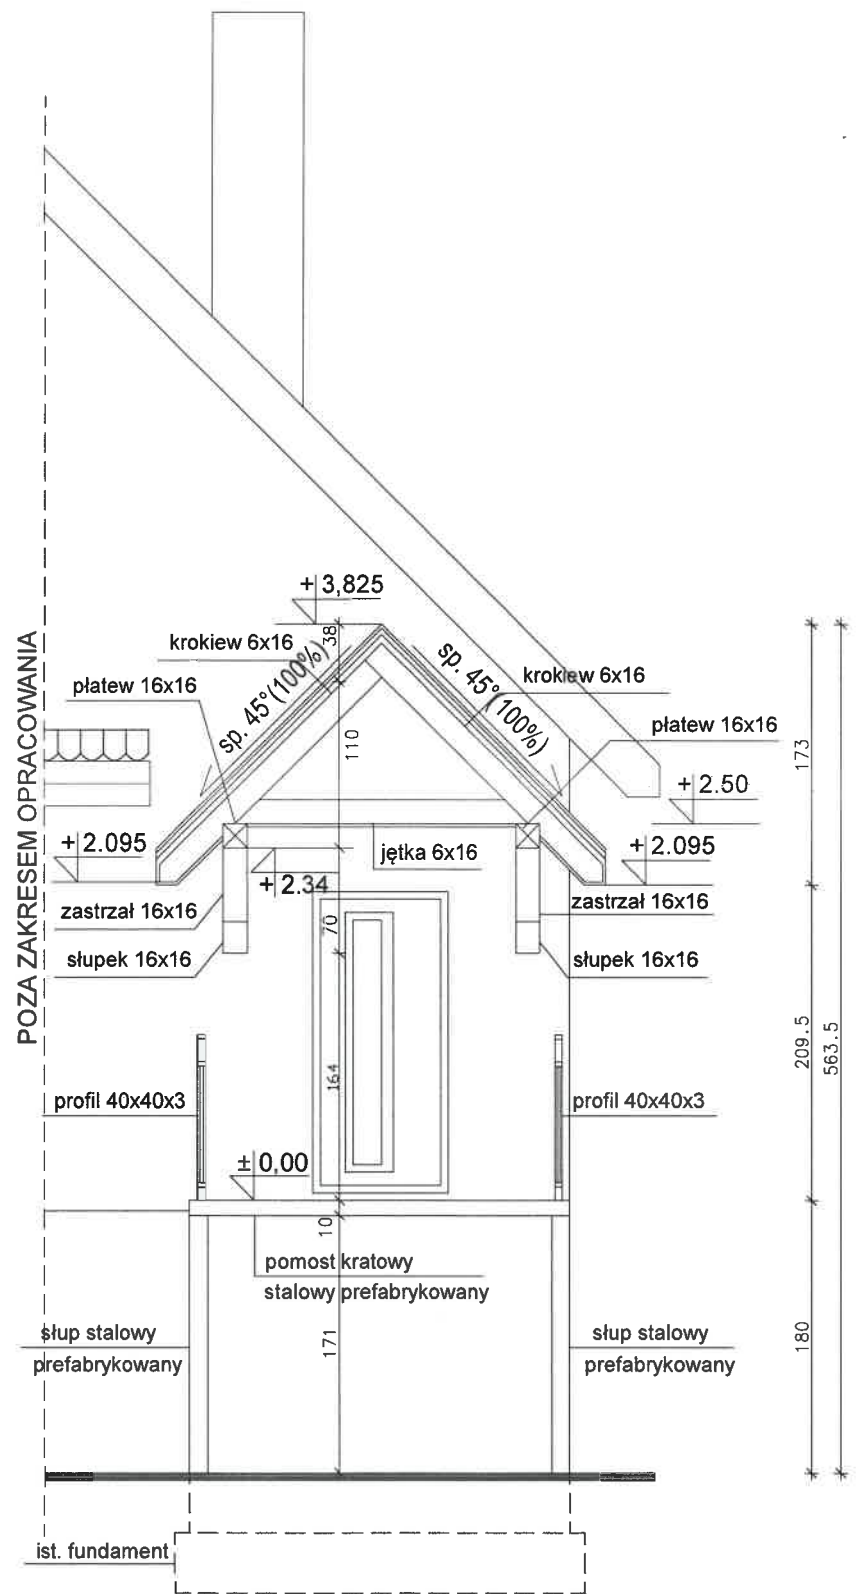 + 3,825
38
krokiew 6x16
sp. 45°(100%)
sp. 45°(100%)
krokiew 6x16
płatew 16x16
płatew 16x16
110
173
+ 2.50
+ 2.095
+ 2.095
jętka 6x16
+ 2.34
zastrzał 16x16
zastrzał 16x16
70
słupek 16x16
słupek 16x16
POZA ZAKRESEM OPRACOWANIA
209.5
563.5
164
profil 40x40x3
profil 40x40x3
± 0,00
10
pomost kratowy
stalowy prefabrykowany
171
180
słup stalowy
prefabrykowany
słup stalowy
prefabrykowany
ist. fundament